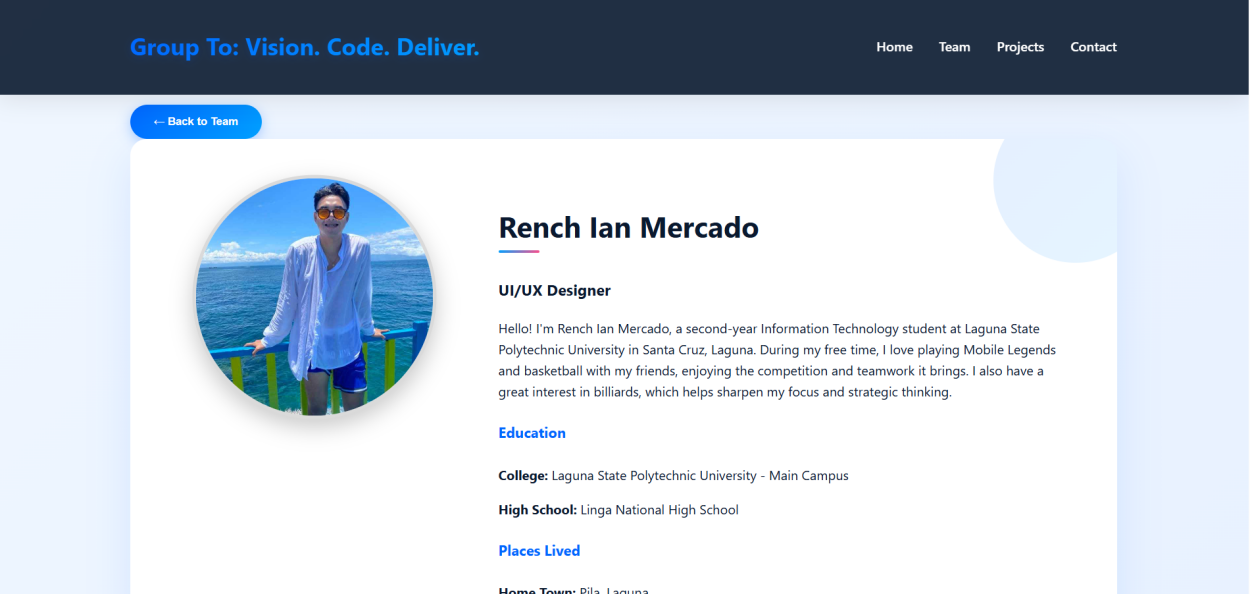 Group To: Vision. Code. Deliver.
Home Team Projects Contact
← Back to Team
Rench Ian Mercado
UI/UX Designer
Hello! I'm Rench Ian Mercado, a second-year Information Technology student at Laguna State
Polytechnic University in Santa Cruz, Laguna. During my free time, I love playing Mobile Legends
and basketball with my friends, enjoying the competition and teamwork it brings. I also have a
great interest in billiards, which helps sharpen my focus and strategic thinking.
Education
College: Laguna State Polytechnic University - Main Campus
High School: Linga National High School
Places Lived
Home Town: Pila, Laguna